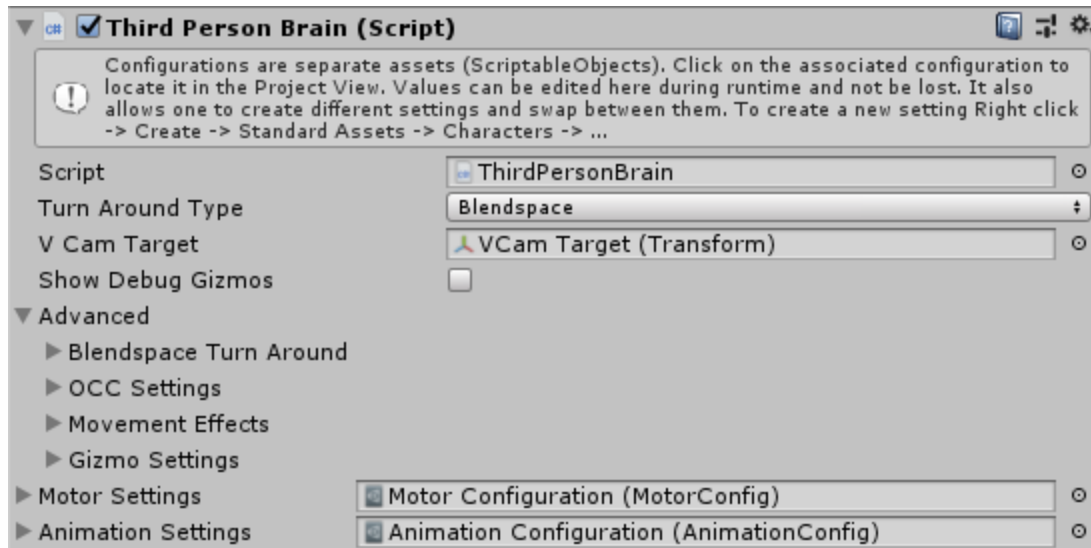 Third Person Brain (Script)
Configurations are separate assets (ScriptableObjects). Click on the associated configuration to
locate it in the Project View. Values can be edited here during runtime and not be lost. It also
allows one to create different settings and swap between them. To create a new setting Right click
-> Create -> Standard Assets -> Characters -> ...
Script ThirdPersonBrain
Turn Around Type Blendspace
V Cam Target VCam Target (Transform)
Show Debug Gizmos
Advanced
Blendspace Turn Around
OCC Settings
Movement Effects
Gizmo Settings
Motor Settings Motor Configuration (MotorConfig)
Animation Settings Animation Configuration (AnimationConfig)